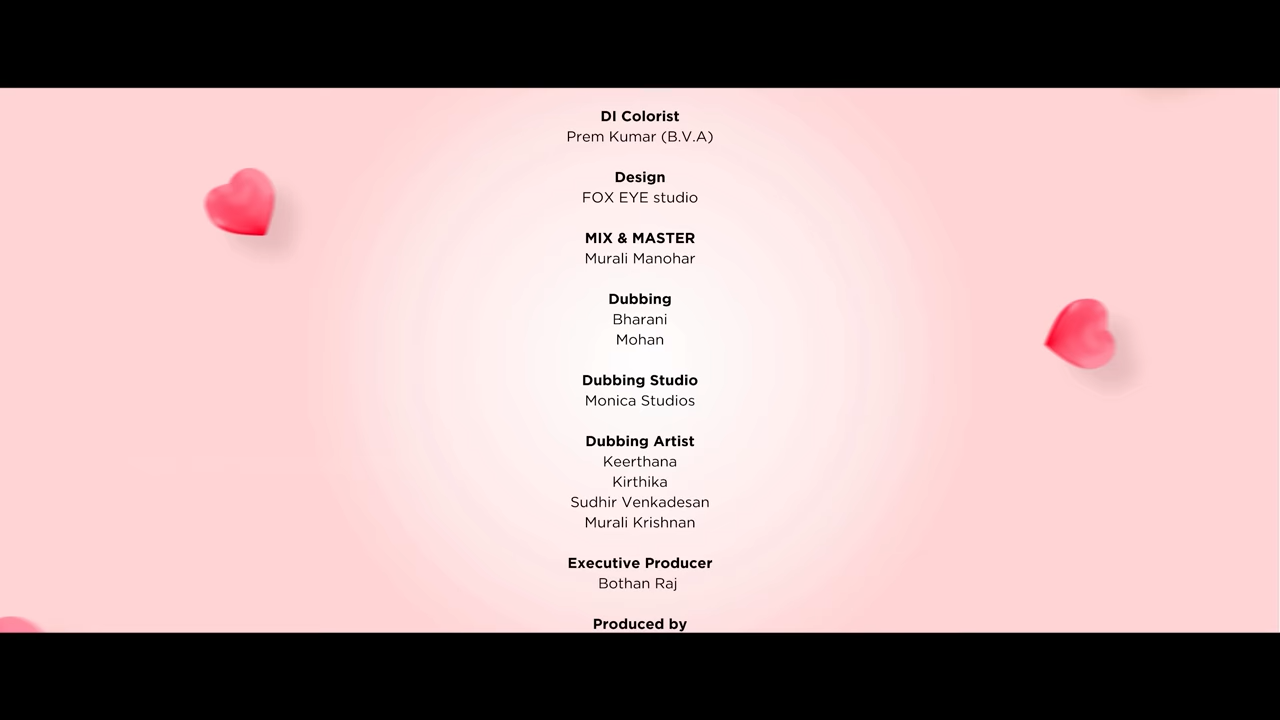 DI Colorist
Prem Kumar (B.V.A)
Design
FOX EYE studio
MIX & MASTER
Murali Manohar
Dubbing
Bharani
Mohan
Dubbing Studio
Monica Studios
Dubbing Artist
Keerthana
Kirthika
Sudhir Venkadesan
Murali Krishnan
Executive Producer
Bothan Raj
Produced by